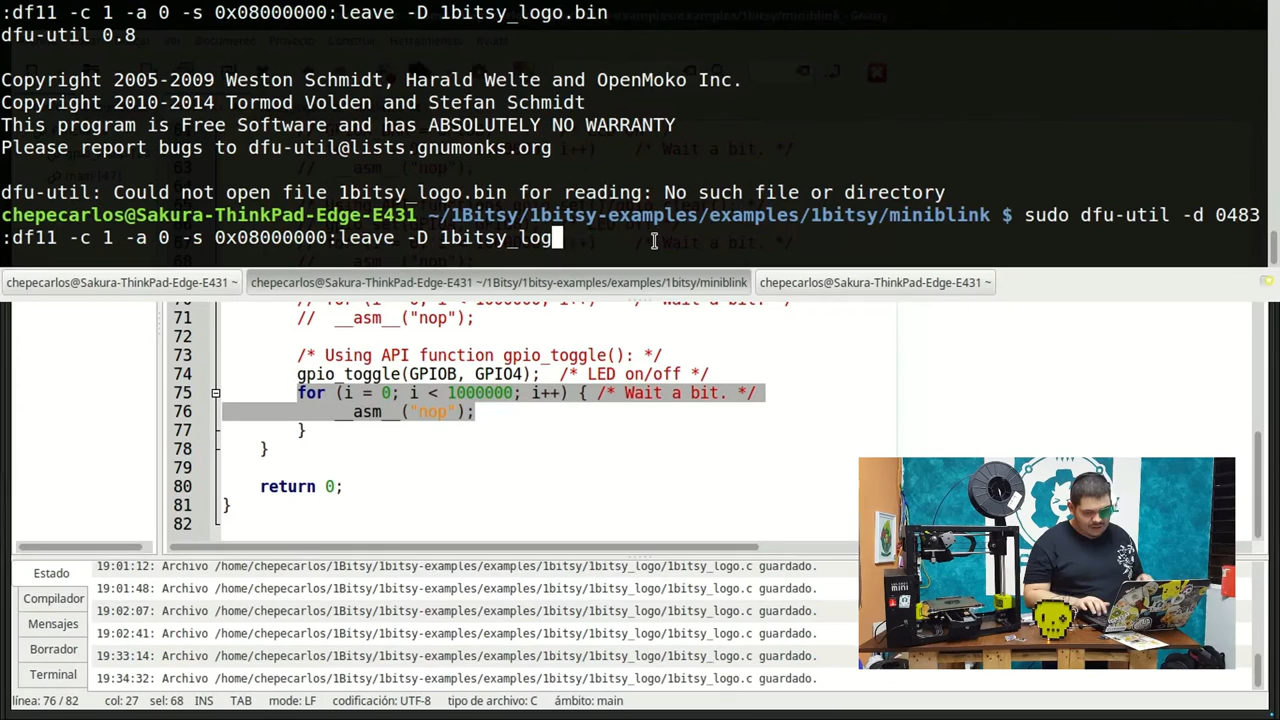 :df11 -c 1 -a 0 -s 0x08000000:leave -D 1bitsy_logo.bin
dfu-util 0.8
Copyright 2005-2009 Weston Schmidt, Harald Welte and OpenMoko Inc.
Copyright 2010-2014 Tormod Volden and Stefan Schmidt
This program is Free Software and has ABSOLUTELY NO WARRANTY
Please report bugs to dfu-util@lists.gnumonks.org
dfu-util: Could not open file 1bitsy_logo.bin for reading: No such file or directory
chepecarlos@Sakura-ThinkPad-Edge-E431 ~/1Bitsy/1bitsy-examples/examples/1bitsy/miniblink $ sudo dfu-util -d 0483
:df11 -c 1 -a 0 -s 0x08000000:leave -D 1bitsy_log
chepecarlos@Sakura-ThinkPad-Edge-E431 ~
chepecarlos@Sakura-ThinkPad-Edge-E431 ~/1Bitsy/1bitsy-examples/examples/1bitsy/miniblink
chepecarlos@Sakura-ThinkPad-Edge-E431 ~
71 // __asm__("nop");
72
73 /* Using API function gpio_toggle(): */
74 gpio_toggle(GPIOB, GPIO4); /* LED on/off */
75 for (i = 0; i < 1000000; i++) { /* Wait a bit. */
76 __asm__("nop");
77 }
78 }
79
80 return 0;
81 }
82
Estado
Compilador
Mensajes
Borrador
Terminal
19:01:12: Archivo /home/chepecarlos/1Bitsy/1bitsy-examples/examples/1bitsy_logo/1bitsy_logo.c guardado.
19:01:48: Archivo /home/chepecarlos/1Bitsy/1bitsy-examples/examples/1bitsy_logo/1bitsy_logo.c guardado.
19:02:07: Archivo /home/chepecarlos/1Bitsy/1bitsy-examples/examples/1bitsy_logo/1bitsy_logo.c guardado.
19:02:41: Archivo /home/chepecarlos/1Bitsy/1bitsy-examples/examples/1bitsy_logo/1bitsy_logo.c guardado.
19:33:14: Archivo /home/chepecarlos/1Bitsy/1bitsy-examples/examples/1bitsy_logo/1bitsy_logo.c guardado.
19:34:32: Archivo /home/chepecarlos/1Bitsy/1bitsy-examples/examples/1bitsy_logo/1bitsy_logo.c guardado.
línea: 76 / 82 col: 27 sel: 68 INS TAB mode: LF codificación: UTF-8 tipo de archivo: C ámbito: main